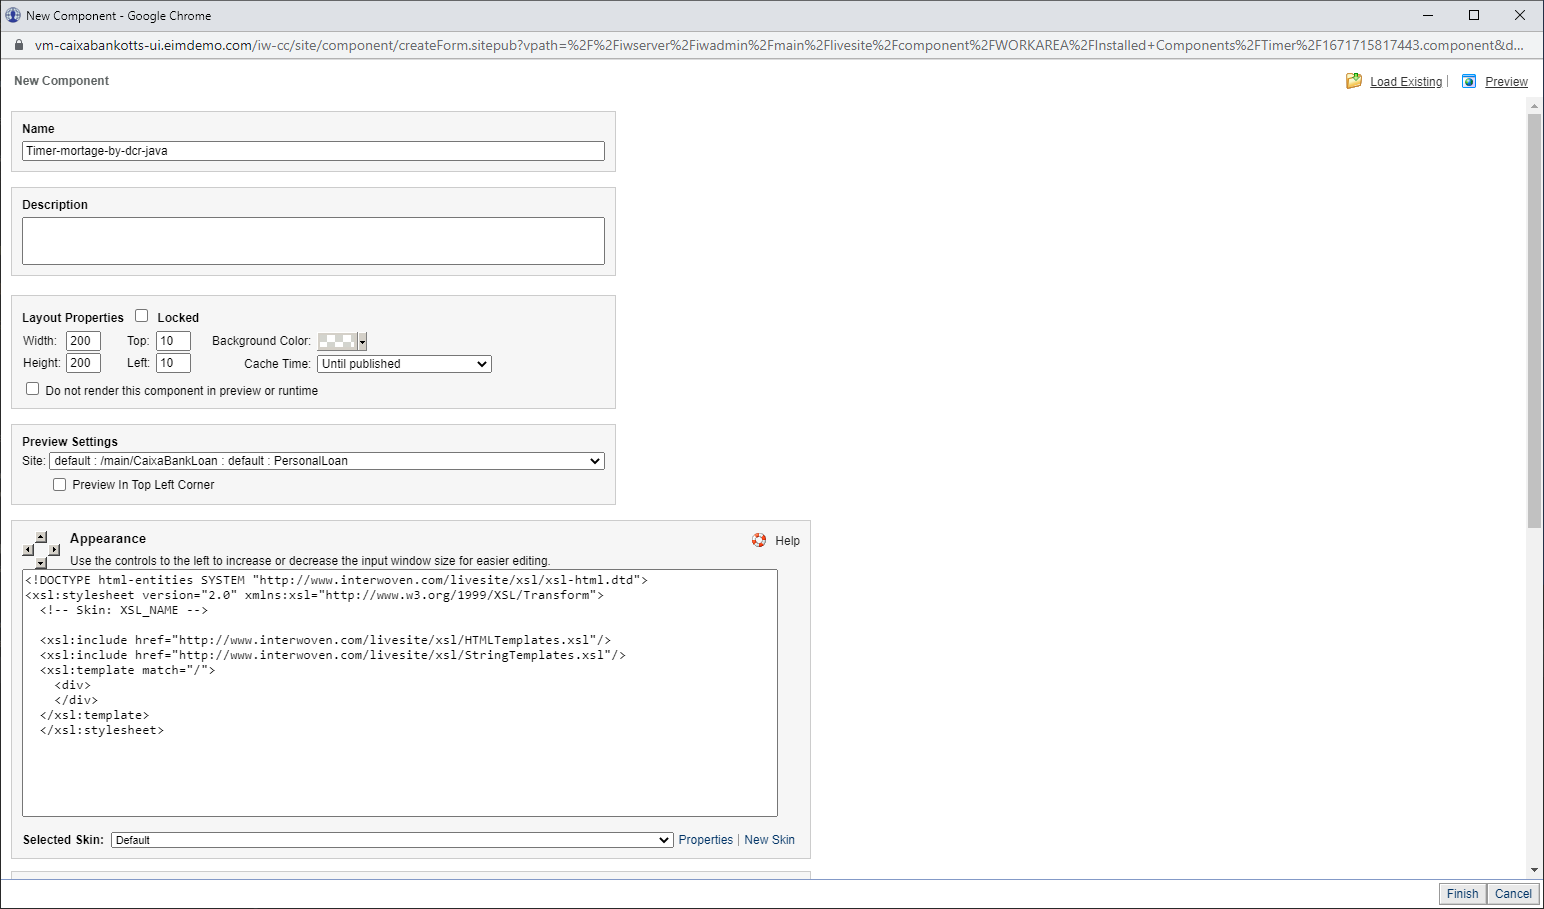 New Component - Google Chrome
vm-caixabankotts-ui.eimdemo.com/iw-cc/site/component/createForm.sitepub?vpath=%2F%2Fiwserver%2Fiwadmin%2Fmain%2Flivesite%2Fcomponent%2FWORKAREA%2FInstalled+Components%2FTimer%2F1671715817443.component&d...
New Component
Load Existing | Preview
Name
Timer-mortage-by-dcr-java
Description
Layout Properties Locked
Width: 200 Top: 10 Background Color:
Height: 200 Left: 10 Cache Time: Until published
Do not render this component in preview or runtime
Preview Settings
Site: default : /main/CaixaBankLoan : default : PersonalLoan
Preview In Top Left Corner
Appearance Help
Use the controls to the left to increase or decrease the input window size for easier editing.
<!DOCTYPE html-entities SYSTEM "http://www.interwoven.com/livesite/xsl/xsl-html.dtd">
<xsl:stylesheet version="2.0" xmlns:xsl="http://www.w3.org/1999/XSL/Transform">
<!-- Skin: XSL_NAME -->
<xsl:include href="http://www.interwoven.com/livesite/xsl/HTMLTemplates.xsl"/>
<xsl:include href="http://www.interwoven.com/livesite/xsl/StringTemplates.xsl"/>
<xsl:template match="/">
<div>
</div>
</xsl:template>
</xsl:stylesheet>
Selected Skin: Default Properties | New Skin
Finish Cancel